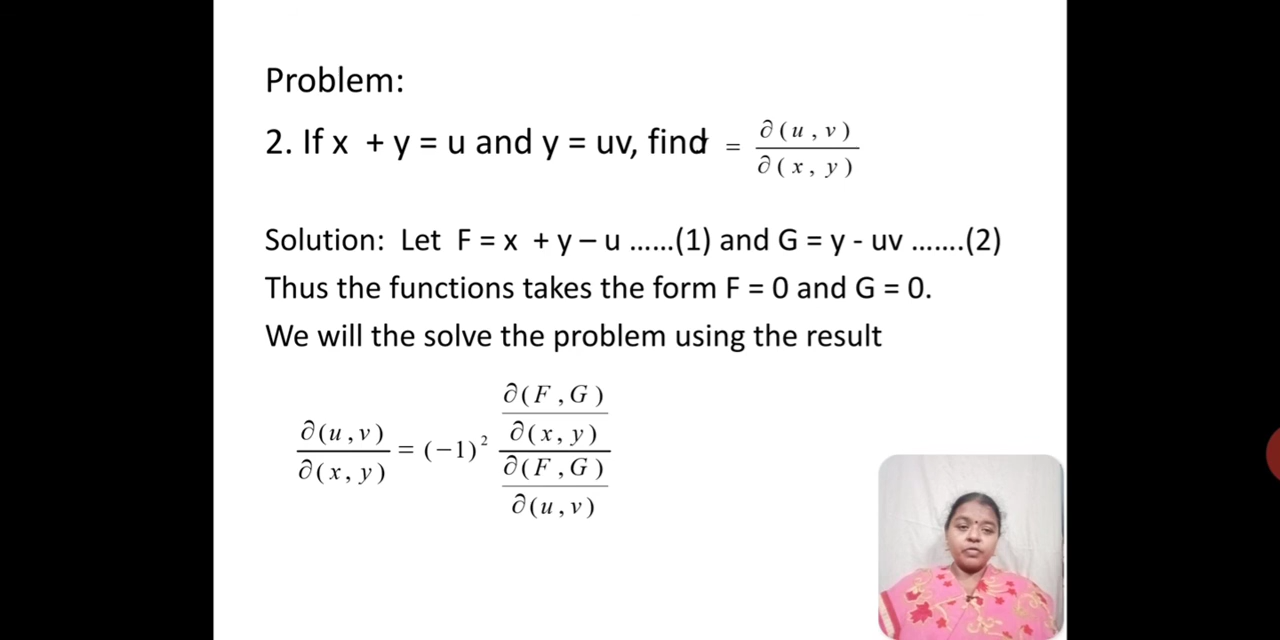 Problem:
2. If x + y = u and y = uv, find = ∂(u, v) / ∂(x, y)
Solution: Let F = x + y – u ......(1) and G = y - uv .......(2)
Thus the functions takes the form F = 0 and G = 0.
We will the solve the problem using the result
∂(u, v) / ∂(x, y) = (−1)² (∂(F, G) / ∂(x, y)) / (∂(F, G) / ∂(u, v))